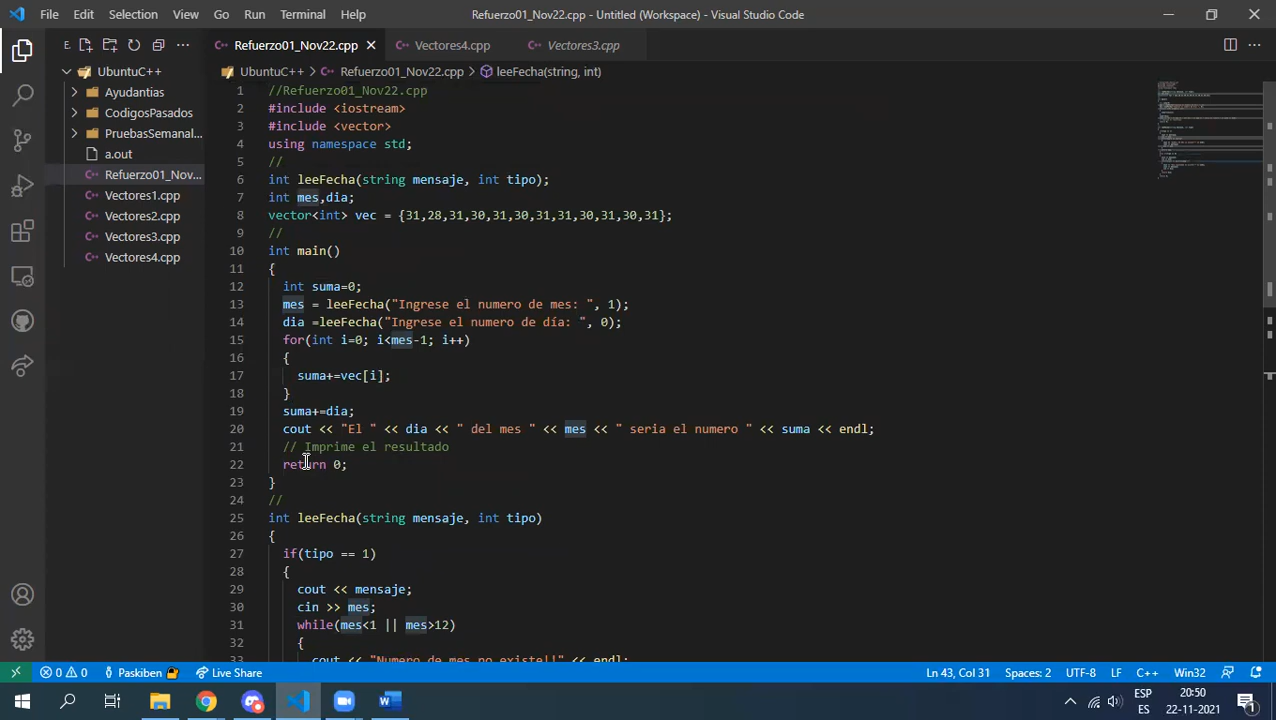 File Edit Selection View Go Run Terminal Help Refuerzo01_Nov22.cpp - Untitled (Workspace) - Visual Studio Code
E Refuerzo01_Nov22.cpp Vectores4.cpp Vectores3.cpp
UbuntuC++ UbuntuC++ > Refuerzo01_Nov22.cpp > leeFecha(string, int)
Ayudantias
CodigosPasados
PruebasSemanal...
a.out
Refuerzo01_Nov...
Vectores1.cpp
Vectores2.cpp
Vectores3.cpp
Vectores4.cpp
1 //Refuerzo01_Nov22.cpp
2 #include <iostream>
3 #include <vector>
4 using namespace std;
5 //
6 int leeFecha(string mensaje, int tipo);
7 int mes,dia;
8 vector<int> vec = {31,28,31,30,31,30,31,31,30,31,30,31};
9 //
10 int main()
11 {
12 int suma=0;
13 mes = leeFecha("Ingrese el numero de mes: ", 1);
14 dia =leeFecha("Ingrese el numero de día: ", 0);
15 for(int i=0; i<mes-1; i++)
16 {
17 suma+=vec[i];
18 }
19 suma+=dia;
20 cout << "El " << dia << " del mes " << mes << " seria el numero " << suma << endl;
21 // Imprime el resultado
22 return 0;
23 }
24 //
25 int leeFecha(string mensaje, int tipo)
26 {
27 if(tipo == 1)
28 {
29 cout << mensaje;
30 cin >> mes;
31 while(mes<1 || mes>12)
32 {
33 cout << "Numero de mes no existe!!" << endl;
0 0 Paskiben Live Share Ln 43, Col 31 Spaces: 2 UTF-8 LF C++ Win32
ESP 20:50
ES 22-11-2021 1